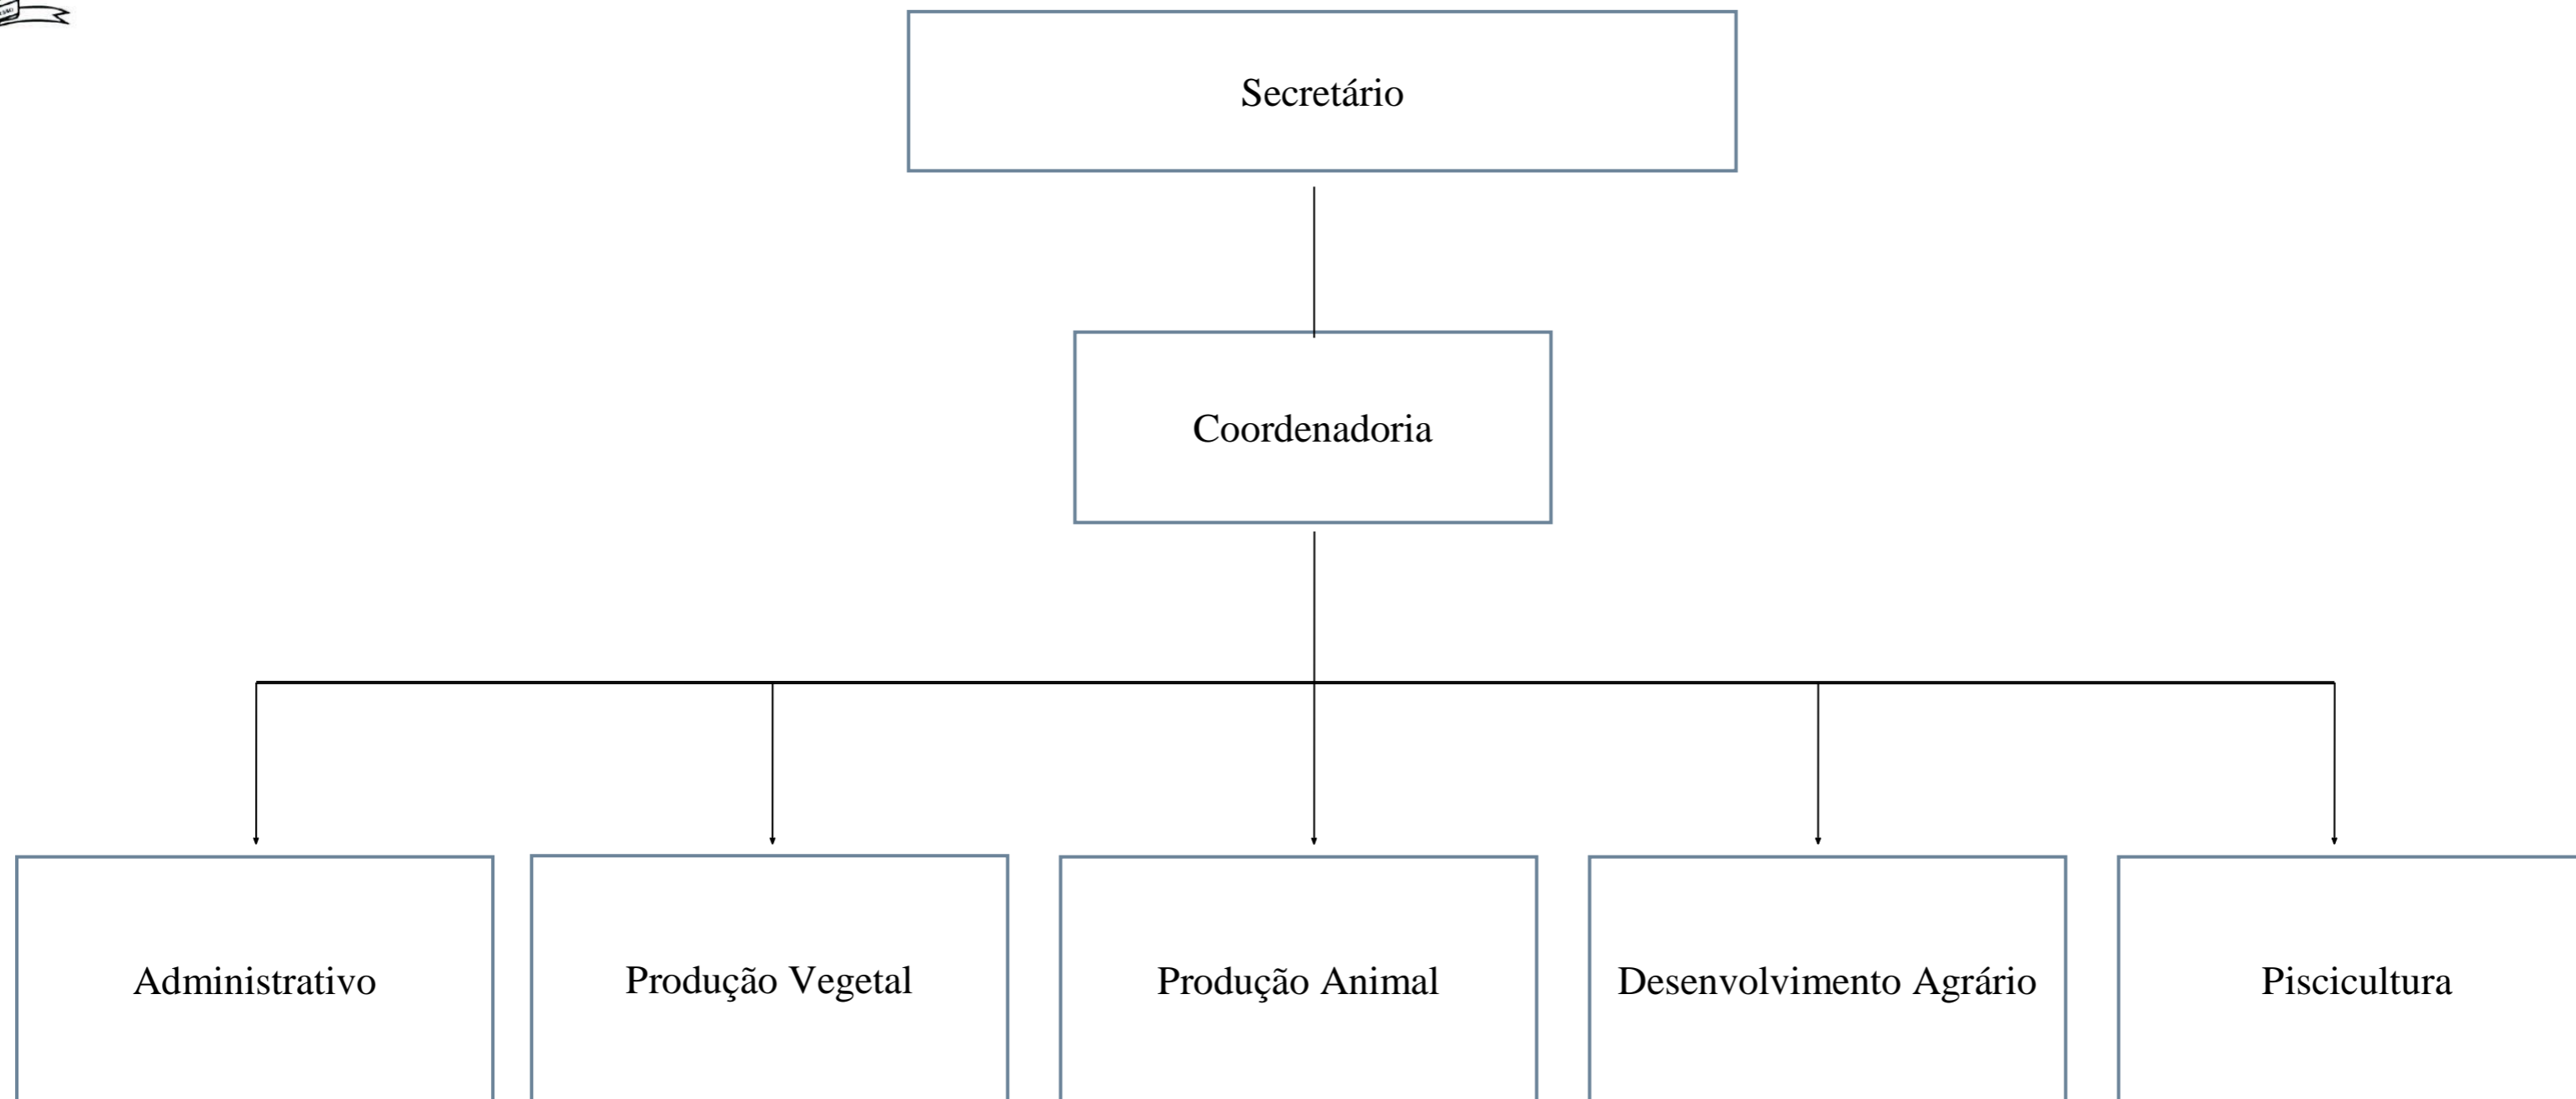 Secretário
Coordenadoria
Administrativo
Produção Vegetal
Produção Animal
Desenvolvimento Agrário
Piscicultura